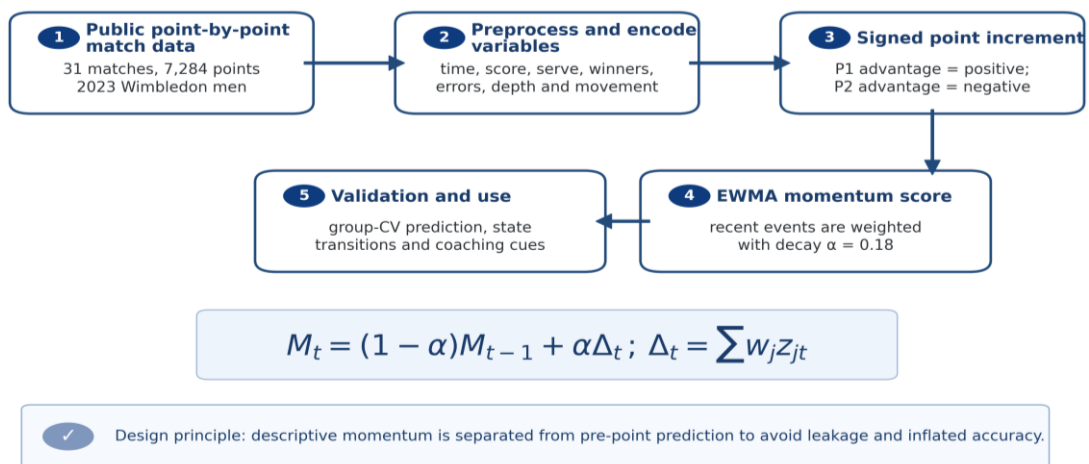 1 Public point-by-point
match data
31 matches, 7,284 points
2023 Wimbledon men
2 Preprocess and encode
variables
time, score, serve, winners,
errors, depth and movement
3 Signed point increment
P1 advantage = positive;
P2 advantage = negative
4 EWMA momentum score
recent events are weighted
with decay α = 0.18
5 Validation and use
group-CV prediction, state
transitions and coaching cues
M_t = (1 − α)M_{t−1} + αΔ_t ; Δ_t = ∑w_j z_{jt}
✓ Design principle: descriptive momentum is separated from pre-point prediction to avoid leakage and inflated accuracy.